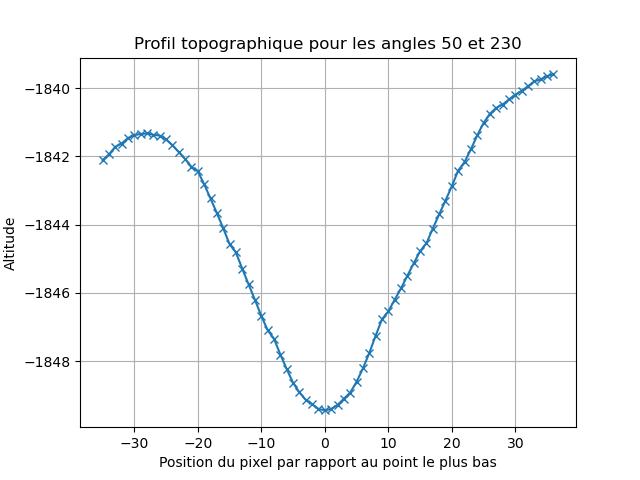 Profil topographique pour les angles 50 et 230
Altitude
−1840
−1842
−1844
−1846
−1848
−30 −20 −10 0 10 20 30
Position du pixel par rapport au point le plus bas